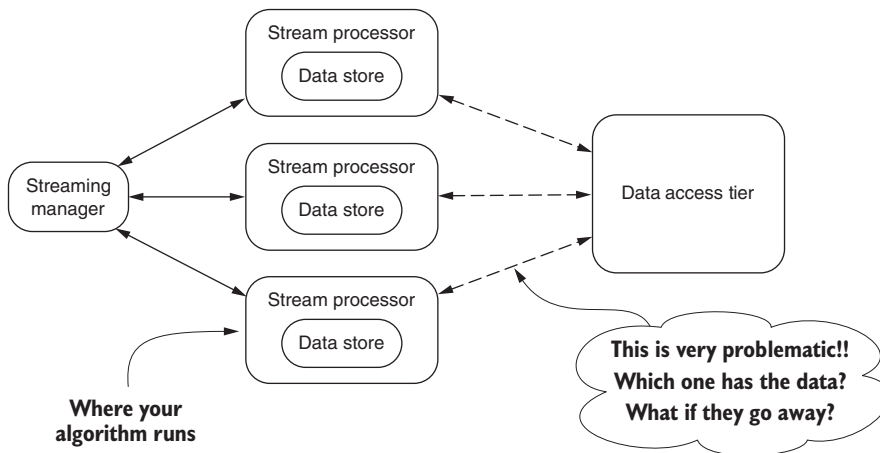 Stream processor
Data store
Stream processor
Data store
Streaming
manager
Data access tier
Stream processor
Data store
This is very problematic!!
Which one has the data?
What if they go away?
Where your
algorithm runs